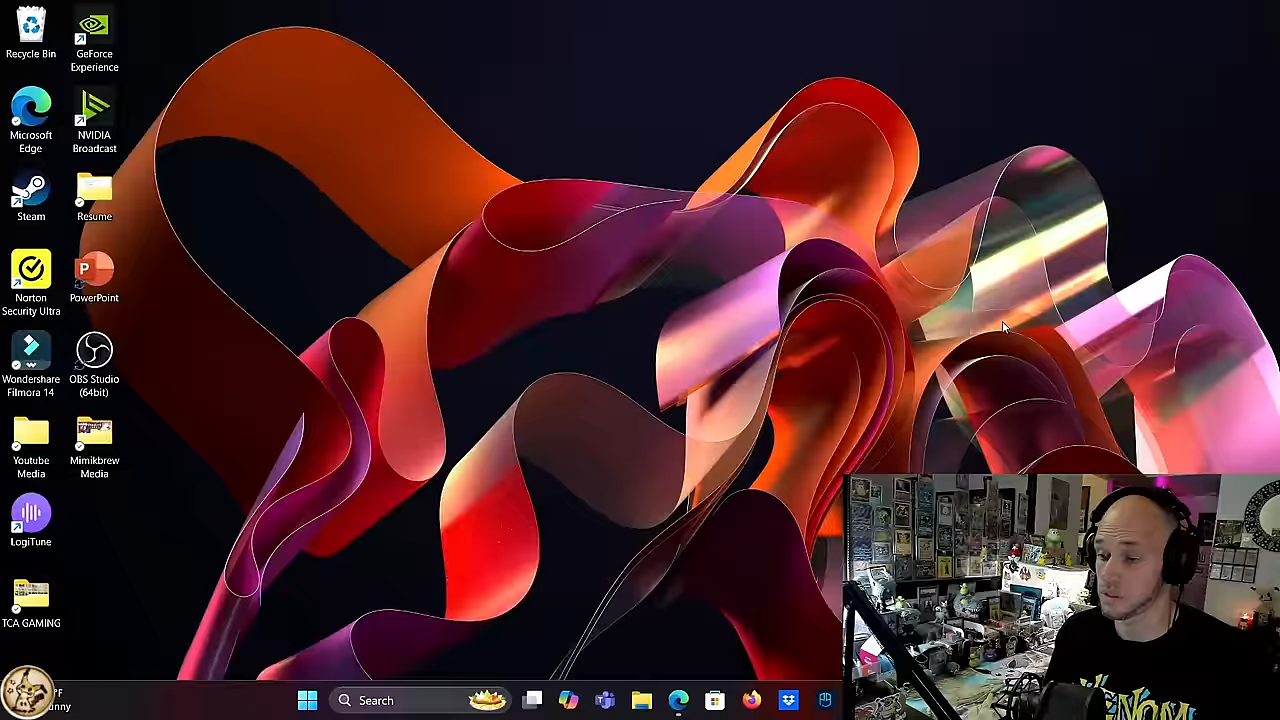 Recycle Bin
GeForce
Experience
Microsoft
Edge
NVIDIA
Broadcast
Steam
Resume
Norton
Security Ultra
PowerPoint
Wondershare
Filmora 14
OBS Studio
(64bit)
Youtube
Media
Mimikbrew
Media
LogiTune
TCA GAMING
Search
VENOM